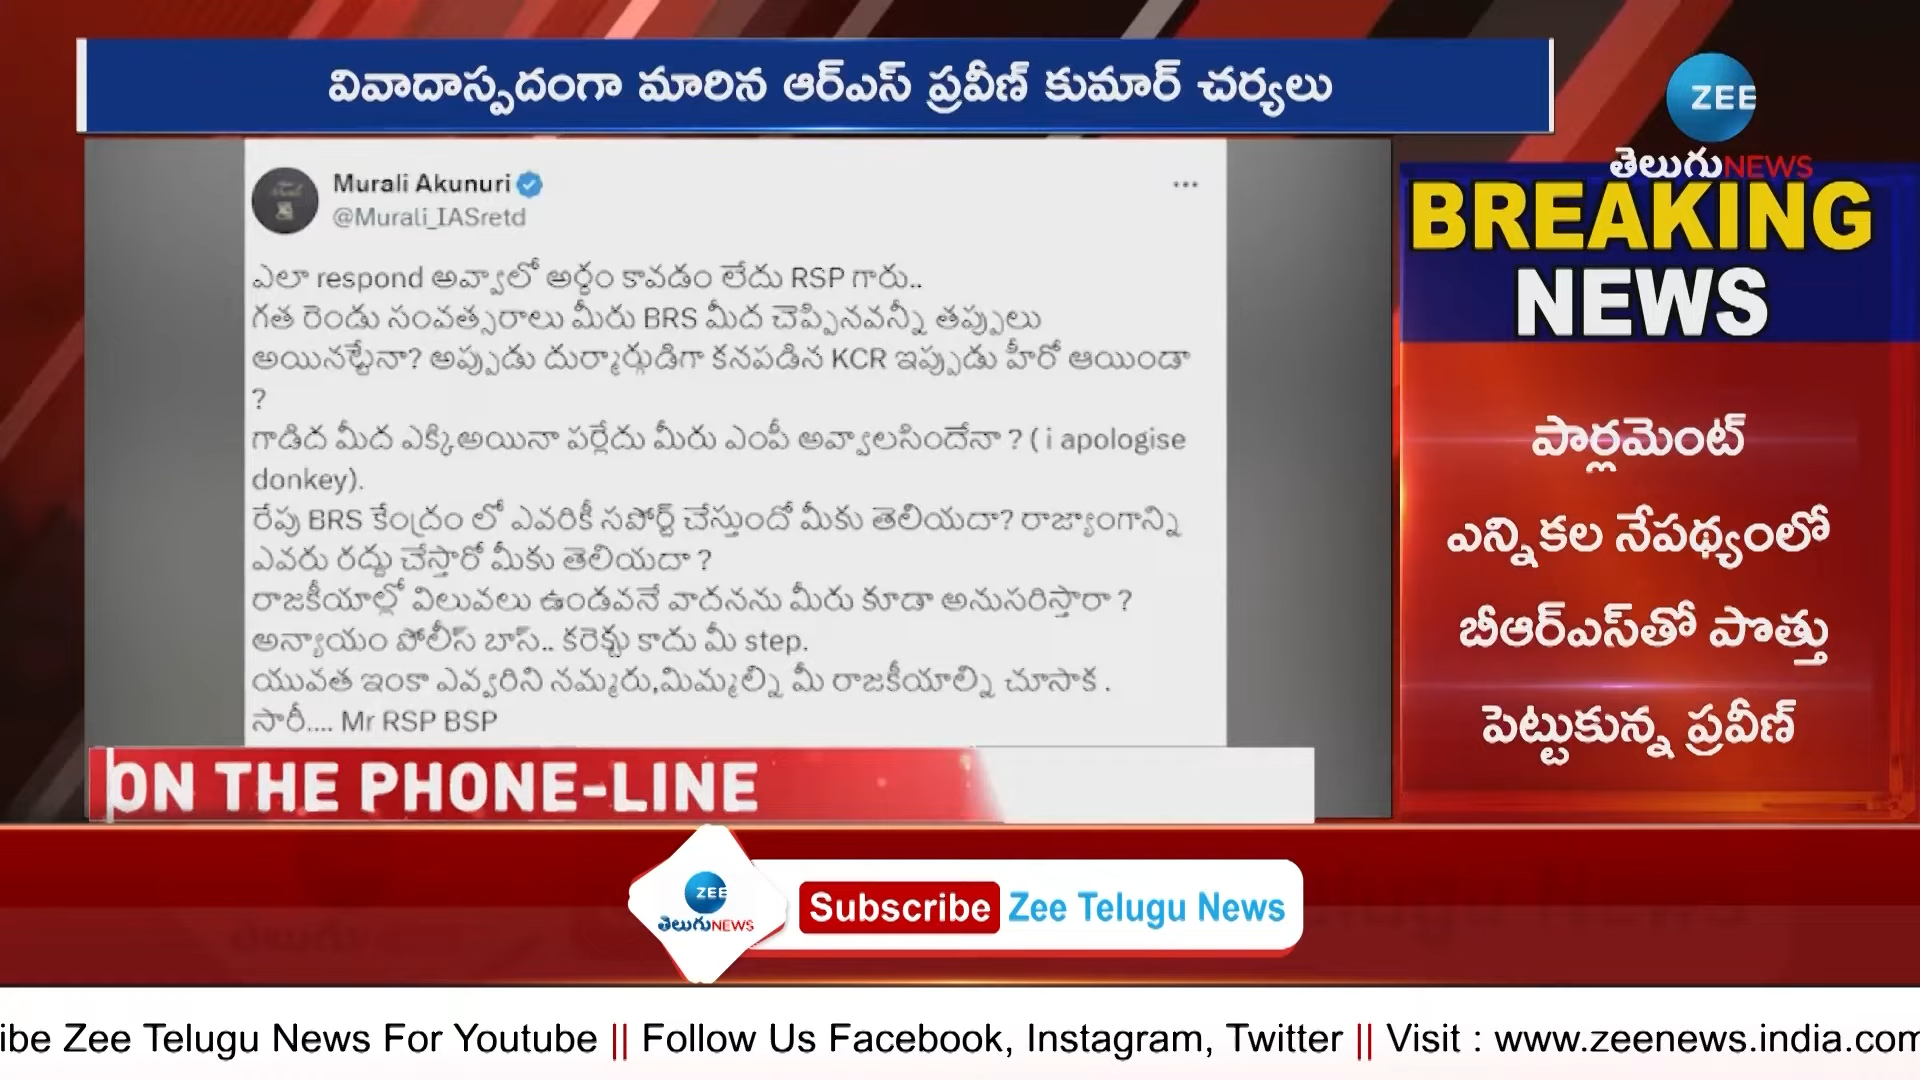 వివాదాస్పదంగా మారిన ఆర్ఎస్ ప్రవీణ్ కుమార్ చర్యలు
ZEE
తెలుగు NEWS
Murali Akunuri
@Murali_IASretd
ఎలా respond అవ్వాలో అర్థం కావడం లేదు RSP గారు..
గత రెండు సంవత్సరాలు మీరు BRS మీద చెప్పినవన్నీ తప్పులు
అయినట్టేనా? అప్పుడు దుర్మార్గుడిగా కనపడిన KCR ఇప్పుడు హీరో ఆయిండా
?
గాడిద మీద ఎక్కిఅయినా పర్లేదు మీరు ఎంపీ అవ్వాలసిందేనా ? ( i apologise
donkey).
రేపు BRS కేంద్రం లో ఎవరికీ సపోర్ట్ చేస్తుందో మీకు తెలియదా? రాజ్యాంగాన్ని
ఎవరు రద్దు చేస్తారో మీకు తెలియదా ?
రాజకీయాల్లో విలువలు ఉండవనే వాదనను మీరు కూడా అనుసరిస్తారా ?
అన్యాయం పోలీస్ బాస్.. కరెక్టు కాదు మీ step.
యువత ఇంకా ఎవ్వరిని నమ్మరు,మిమ్మల్ని మీ రాజకీయాల్ని చూసాక .
సారీ.... Mr RSP BSP
BREAKING
NEWS
పార్లమెంట్
ఎన్నికల నేపథ్యంలో
బీఆర్ఎస్‌తో పొత్తు
పెట్టుకున్న ప్రవీణ్
ON THE PHONE-LINE
ZEE
తెలుగు NEWS
Subscribe Zee Telugu News
ibe Zee Telugu News For Youtube || Follow Us Facebook, Instagram, Twitter || Visit : www.zeenews.india.com